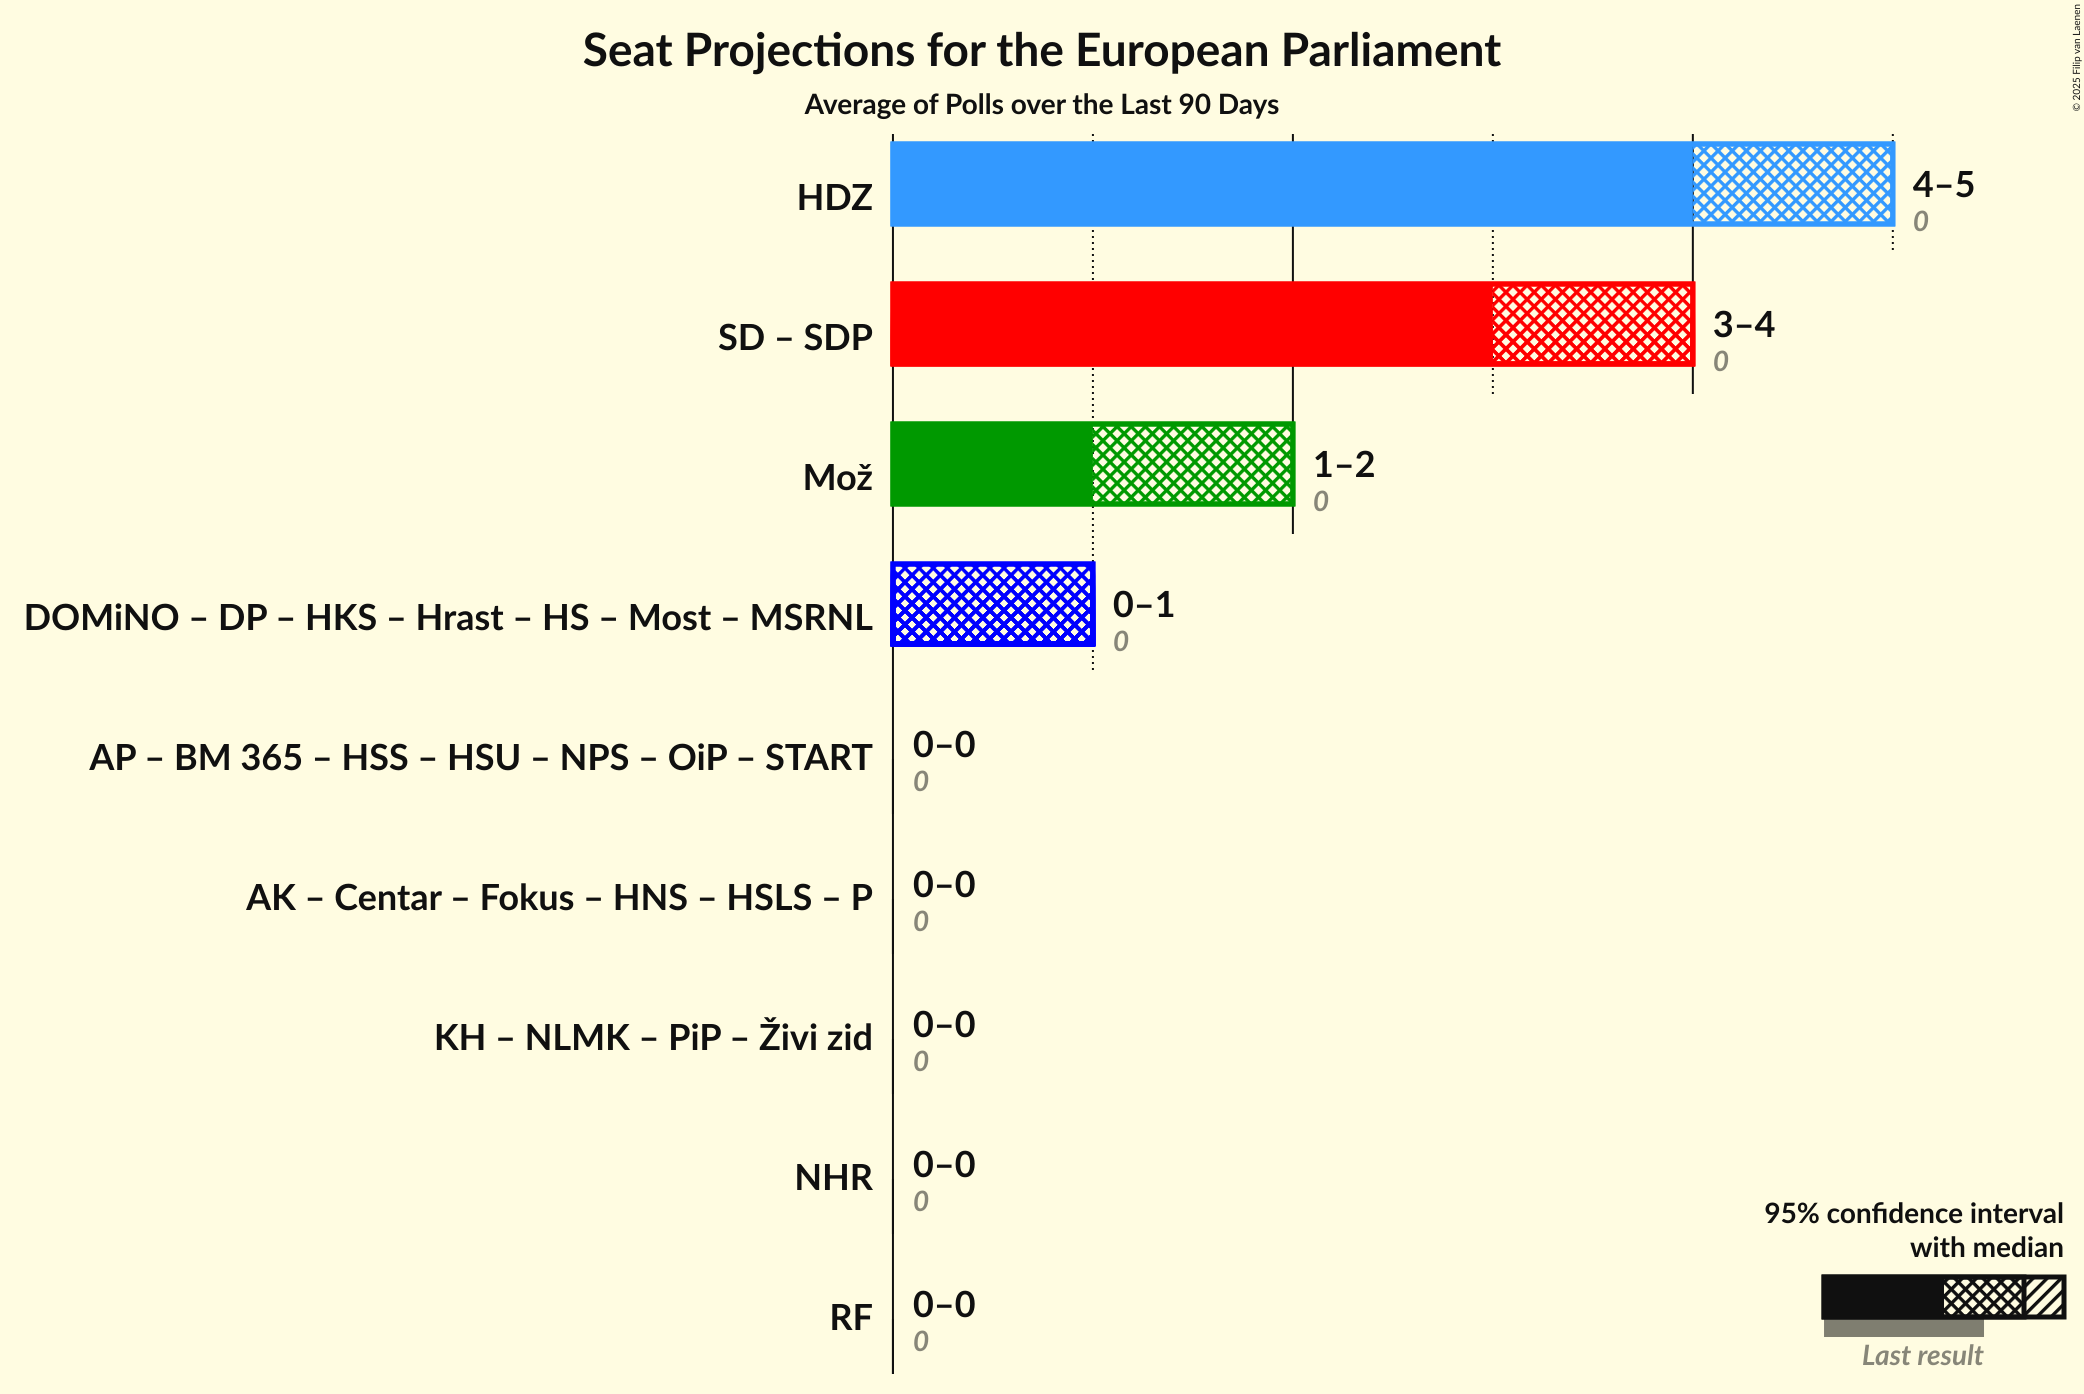 Seat Projections for the European Parliament
Average of Polls over the Last 90 Days
© 2025 Filip van Laenen
HDZ
4–5
0
SD – SDP
3–4
0
Mož
1–2
0
DOMiNO – DP – HKS – Hrast – HS – Most – MSRNL
0–1
0
AP – BM 365 – HSS – HSU – NPS – OiP – START
0–0
0
AK – Centar – Fokus – HNS – HSLS – P
0–0
0
KH – NLMK – PiP – Živi zid
0–0
0
NHR
0–0
0
RF
0–0
0
95% confidence interval
with median
Last result